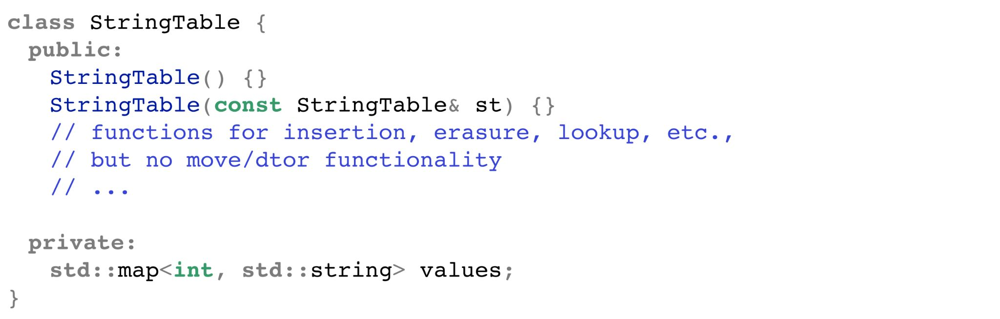 class StringTable {
 public:
  StringTable() {}
  StringTable(const StringTable& st) {}
  // functions for insertion, erasure, lookup, etc.,
  // but no move/dtor functionality
  // ...

 private:
  std::map<int, std::string> values;
}